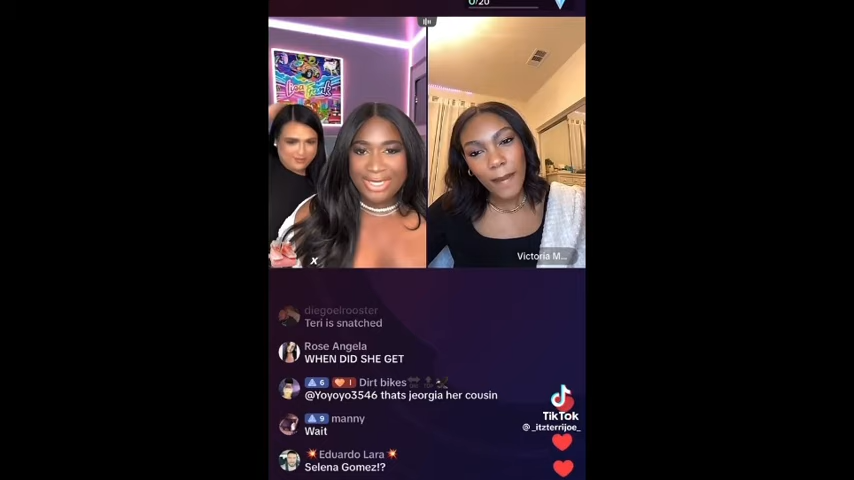 0/20
x
Victoria M...
diegoelrooster
Teri is snatched
Rose Angela
WHEN DID SHE GET
6 1 Dirt bikes
@Yoyoyo3546 thats jeorgia her cousin
9 manny
Wait
Eduardo Lara
Selena Gomez!?
TikTok
@_itzterrijoe_